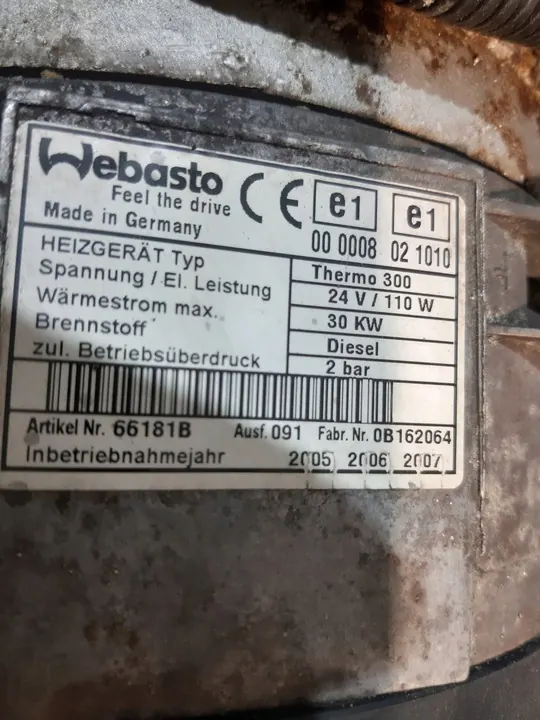 Webasto
Feel the drive
Made in Germany
CE e1 e1
00 0008 02 1010
HEIZGERÄT Typ Thermo 300
Spannung / El. Leistung 24 V / 110 W
Wärmestrom max. 30 KW
Brennstoff Diesel
zul. Betriebsüberdruck 2 bar
Artikel Nr. 66181B Ausf. 091 Fabr. Nr. 0B162064
Inbetriebnahmejahr 2005 2006 2007